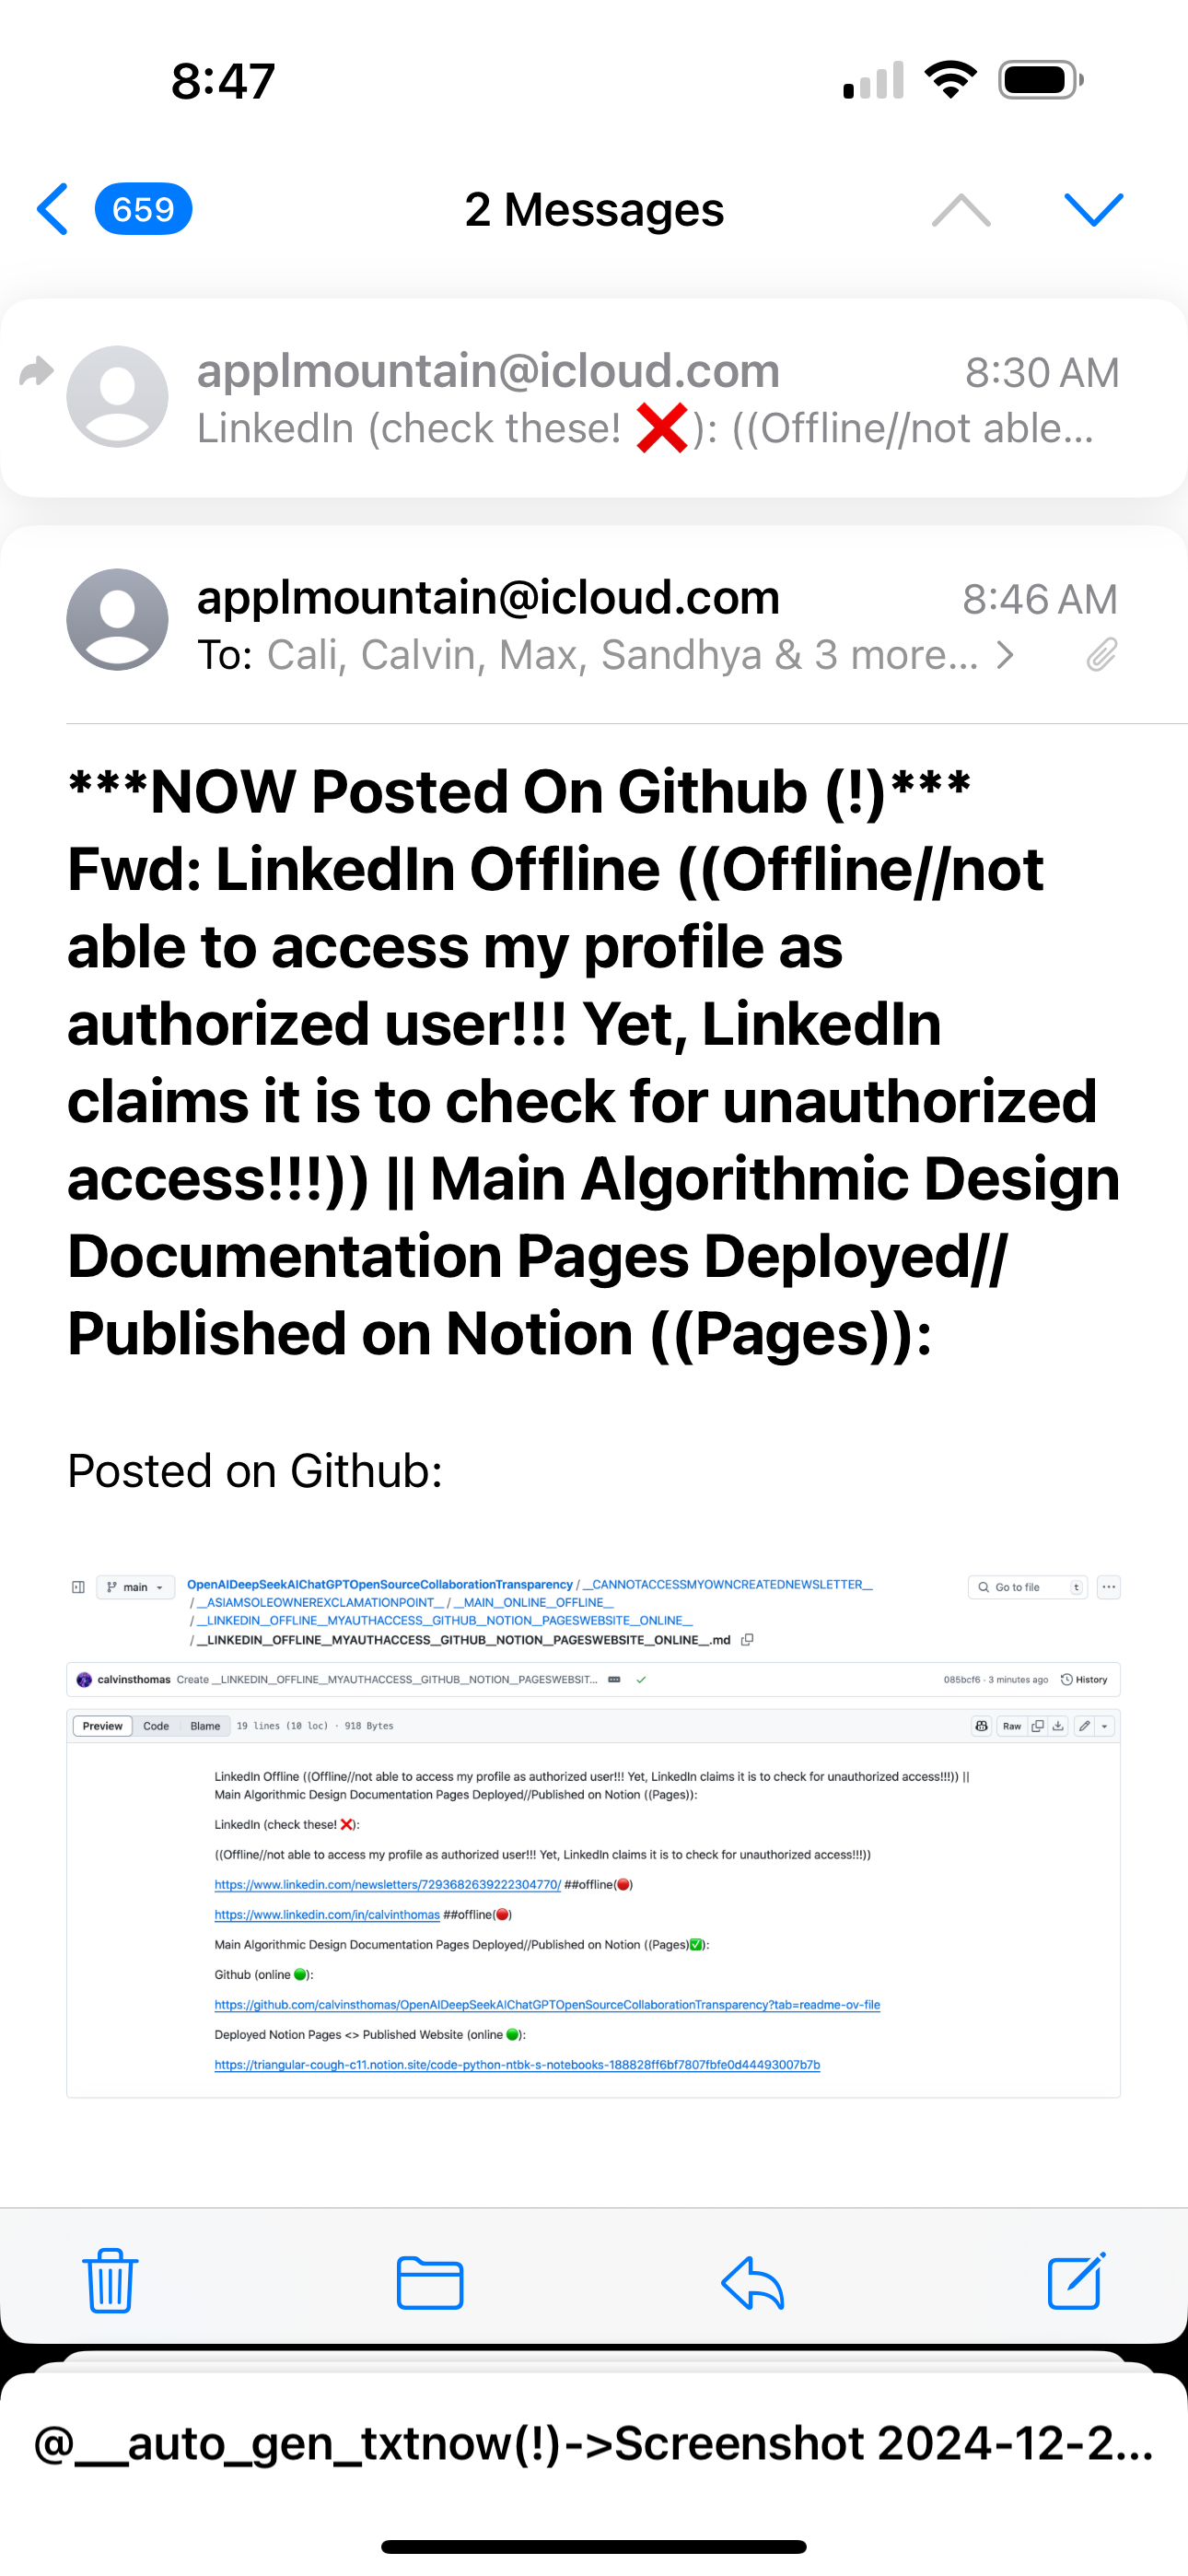 8:47
659
2 Messages
applmountain@icloud.com
8:30 AM
LinkedIn (check these! ❌): ((Offline//not able...
applmountain@icloud.com
8:46 AM
To: Cali, Calvin, Max, Sandhya & 3 more...
***NOW Posted On Github (!)***
Fwd: LinkedIn Offline ((Offline//not
able to access my profile as
authorized user!!! Yet, LinkedIn
claims it is to check for unauthorized
access!!!)) || Main Algorithmic Design
Documentation Pages Deployed//
Published on Notion ((Pages)):
Posted on Github:
main
OpenAIDeepSeekAIChatGPTOpenSourceCollaborationTransparency / __CANNOTACCESSMYOWNCREATEDNEWSLETTER__
/ __ASIAMSOLEOWNEREXCLAMATIONPOINT__ / __MAIN__ONLINE__OFFLINE__
/ __LINKEDIN__OFFLINE__MYAUTHACCESS__GITHUB__NOTION__PAGESWEBSITE__ONLINE__
/ __LINKEDIN__OFFLINE__MYAUTHACCESS__GITHUB__NOTION__PAGESWEBSITE__ONLINE__.md
Go to file
t
calvinsthomas Create __LINKEDIN__OFFLINE__MYAUTHACCESS__GITHUB__NOTION__PAGESWEBSIT...
085bcf6 · 3 minutes ago
History
Preview
Code
Blame
19 lines (10 loc) · 918 Bytes
Raw
LinkedIn Offline ((Offline//not able to access my profile as authorized user!!! Yet, LinkedIn claims it is to check for unauthorized access!!!)) ||
Main Algorithmic Design Documentation Pages Deployed//Published on Notion ((Pages)):
LinkedIn (check these! ❌):
((Offline//not able to access my profile as authorized user!!! Yet, LinkedIn claims it is to check for unauthorized access!!!))
https://www.linkedin.com/newsletters/7293682639222304770/ ##offline(🔴)
https://www.linkedin.com/in/calvinthomas ##offline(🔴)
Main Algorithmic Design Documentation Pages Deployed//Published on Notion ((Pages)✅):
Github (online 🟢):
https://github.com/calvinsthomas/OpenAIDeepSeekAIChatGPTOpenSourceCollaborationTransparency?tab=readme-ov-file
Deployed Notion Pages <> Published Website (online 🟢):
https://triangular-cough-c11.notion.site/code-python-ntbk-s-notebooks-188828ff6bf7807fbfe0d44493007b7b
@__auto_gen_txtnow(!)->Screenshot 2024-12-2...